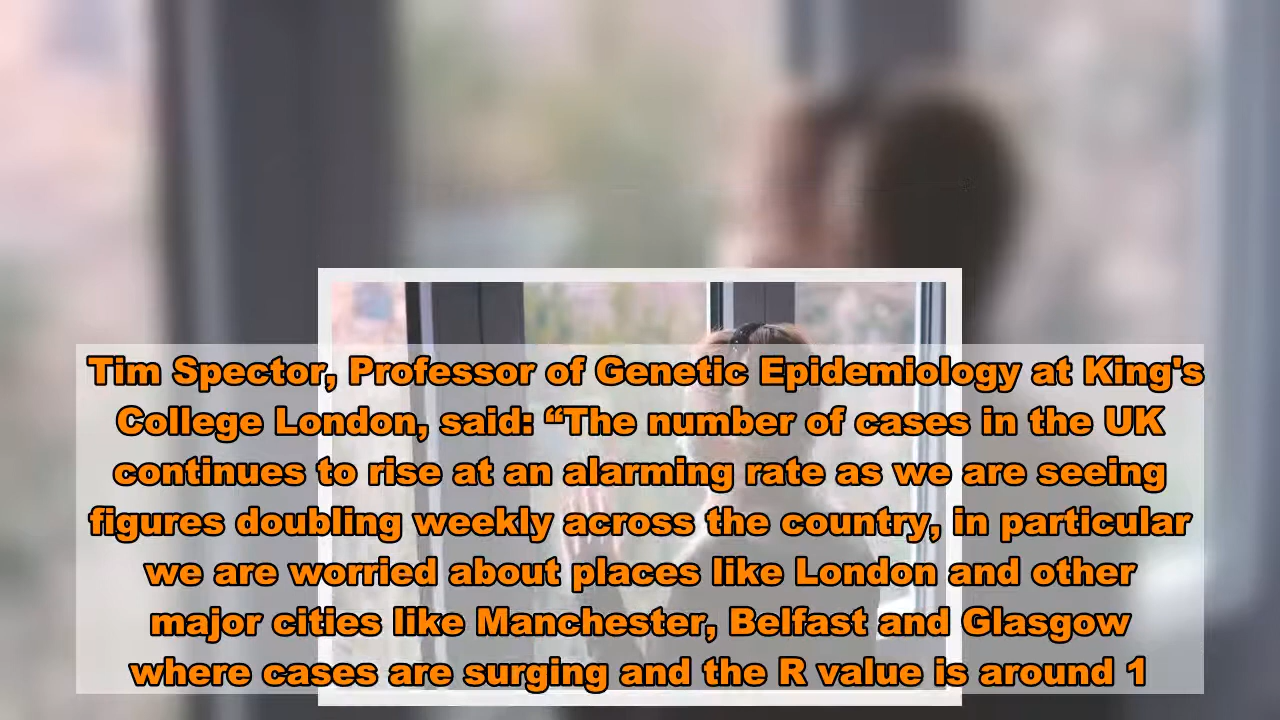 Tim Spector, Professor of Genetic Epidemiology at King's
College London, said: “The number of cases in the UK
continues to rise at an alarming rate as we are seeing
figures doubling weekly across the country, in particular
we are worried about places like London and other
major cities like Manchester, Belfast and Glasgow
where cases are surging and the R value is around 1